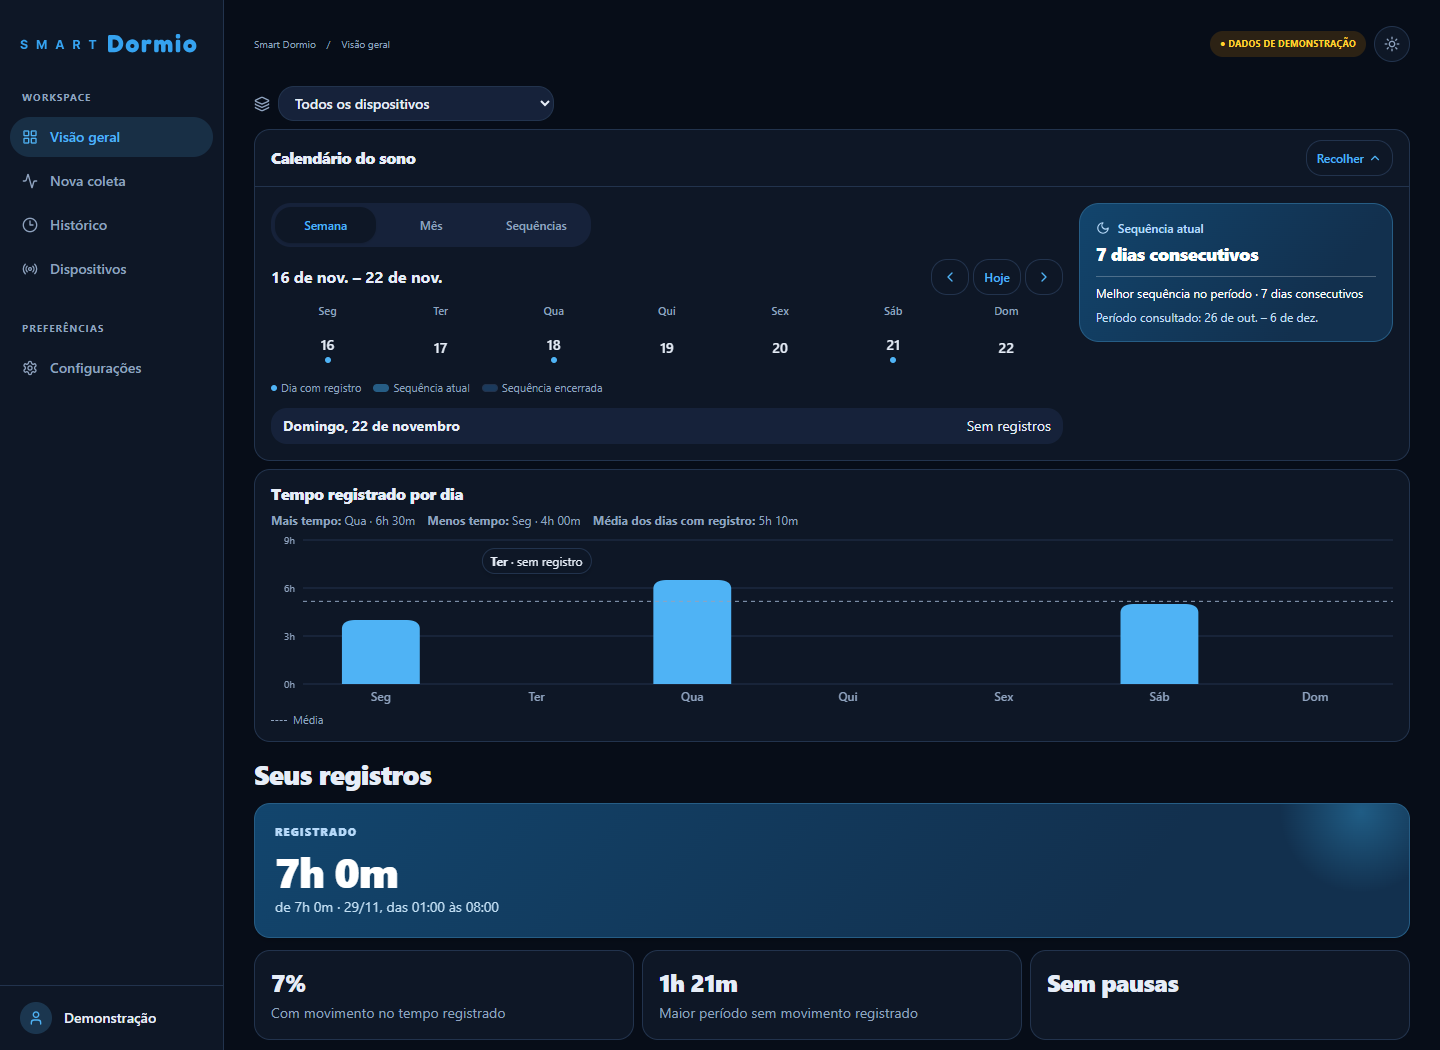 SMART Dormio
WORKSPACE
Visão geral
Nova coleta
Histórico
Dispositivos
PREFERÊNCIAS
Configurações
Demonstração
Smart Dormio / Visão geral
• DADOS DE DEMONSTRAÇÃO
Todos os dispositivos
Calendário do sono
Recolher
Semana Mês Sequências
16 de nov. – 22 de nov.
Hoje
Seg Ter Qua Qui Sex Sáb Dom
16 17 18 19 20 21 22
Dia com registro Sequência atual Sequência encerrada
Domingo, 22 de novembro Sem registros
Sequência atual
7 dias consecutivos
Melhor sequência no período · 7 dias consecutivos
Período consultado: 26 de out. – 6 de dez.
Tempo registrado por dia
Mais tempo: Qua · 6h 30m Menos tempo: Seg · 4h 00m Média dos dias com registro: 5h 10m
9h
Ter · sem registro
6h
3h
0h
Seg Ter Qua Qui Sex Sáb Dom
---- Média
Seus registros
REGISTRADO
7h 0m
de 7h 0m · 29/11, das 01:00 às 08:00
7%
Com movimento no tempo registrado
1h 21m
Maior período sem movimento registrado
Sem pausas